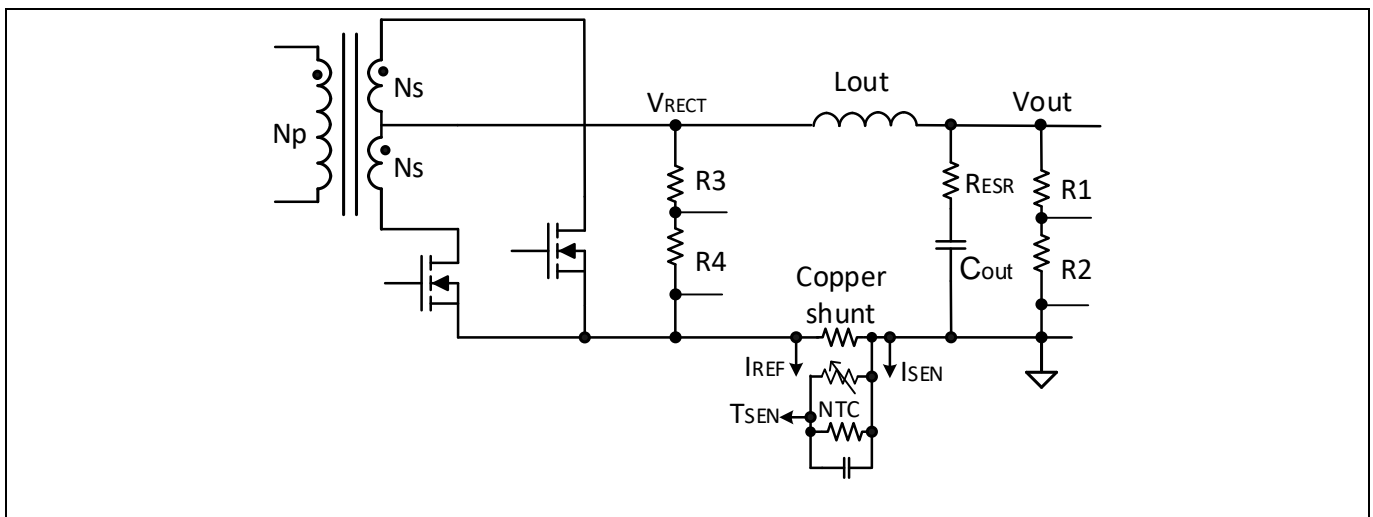 Np
Ns
Ns
VRECT
Lout
Vout
R3
R4
RESR
Cout
R1
R2
Copper
shunt
IREF
ISEN
TSEN
NTC